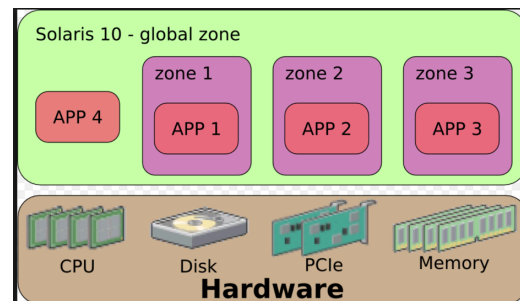 Solaris 10 - global zone
zone 1
zone 2
zone 3
APP 4
APP 1
APP 2
APP 3
CPU
Disk
PCIe
Memory
Hardware